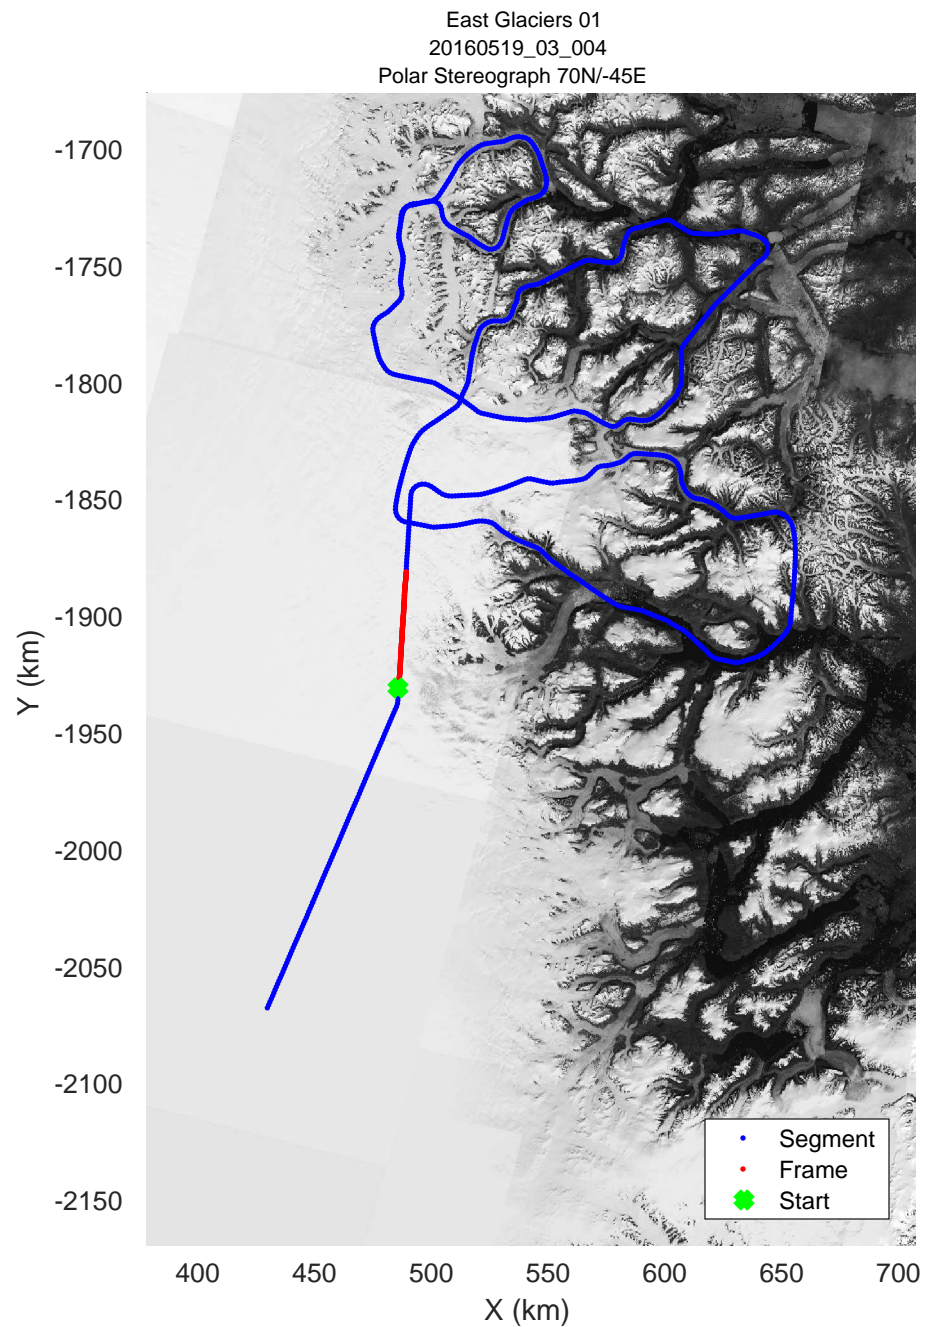 East Glaciers 01
20160519_03_004
Polar Stereograph 70N/-45E
-1700
-1750
-1800
-1850
-1900
-1950
-2000
-2050
-2100
-2150
Y (km)
Segment
Frame
Start
400 450 500 550 600 650 700
X (km)